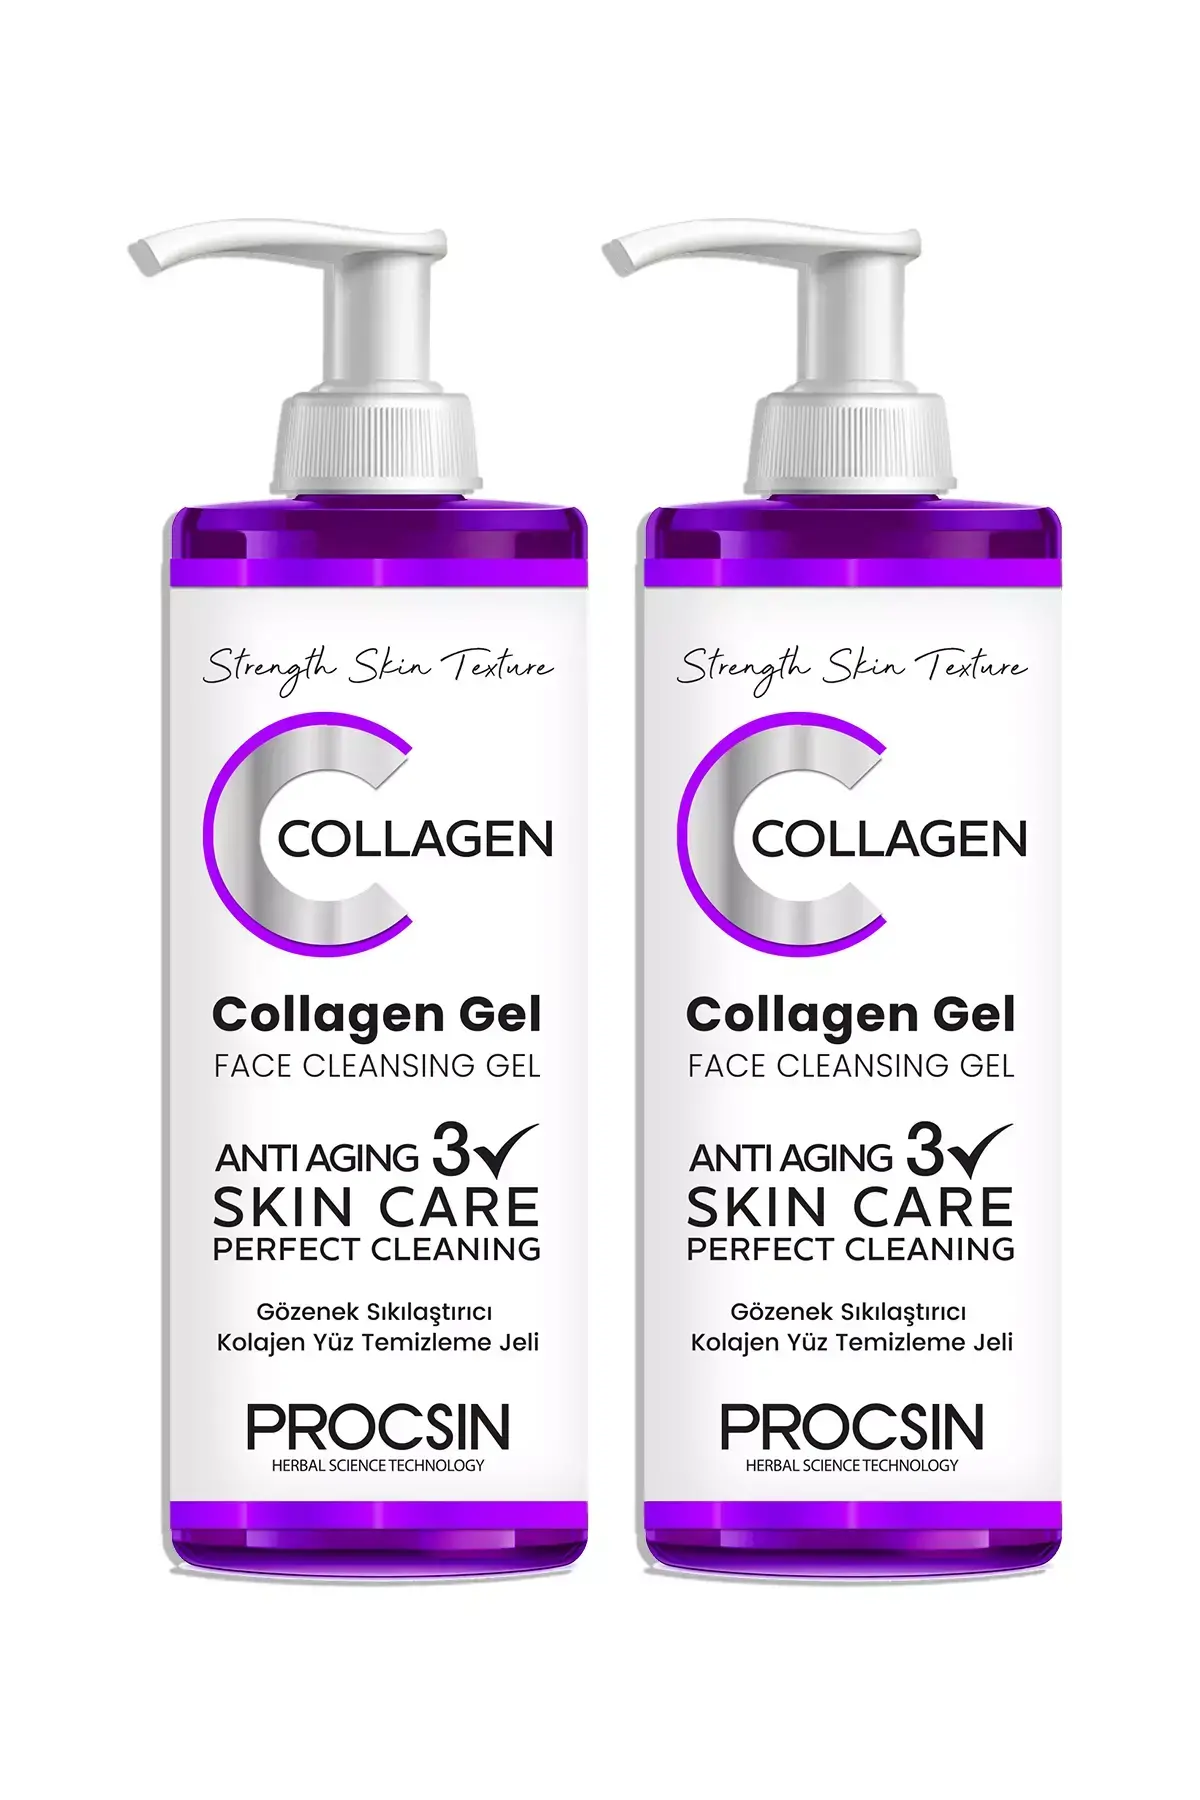 Strength Skin Texture
COLLAGEN
Collagen Gel
FACE CLEANSING GEL
ANTI AGING 3✓
SKIN CARE
PERFECT CLEANING
Gözenek Sıkılaştırıcı
Kolajen Yüz Temizleme Jeli
PROCSIN
HERBAL SCIENCE TECHNOLOGY
Strength Skin Texture
COLLAGEN
Collagen Gel
FACE CLEANSING GEL
ANTI AGING 3✓
SKIN CARE
PERFECT CLEANING
Gözenek Sıkılaştırıcı
Kolajen Yüz Temizleme Jeli
PROCSIN
HERBAL SCIENCE TECHNOLOGY